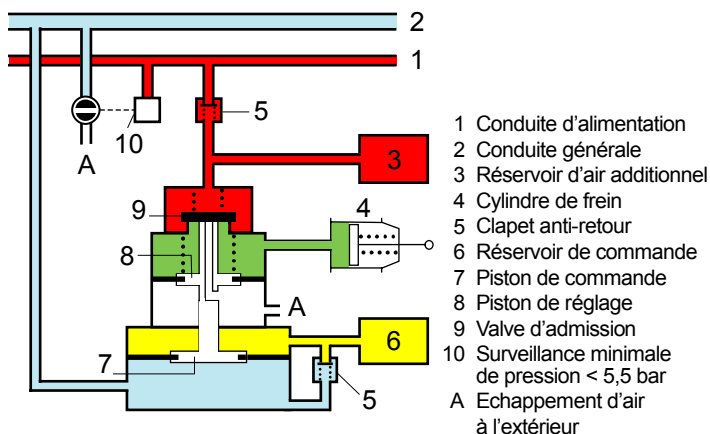 2
1
5
10
A
3
9
4
8
A
7
6
5
1 Conduite d'alimentation
2 Conduite générale
3 Réservoir d'air additionnel
4 Cylindre de frein
5 Clapet anti-retour
6 Réservoir de commande
7 Piston de commande
8 Piston de réglage
9 Valve d'admission
10 Surveillance minimale
de pression < 5,5 bar
A Echappement d'air
à l'extérieur